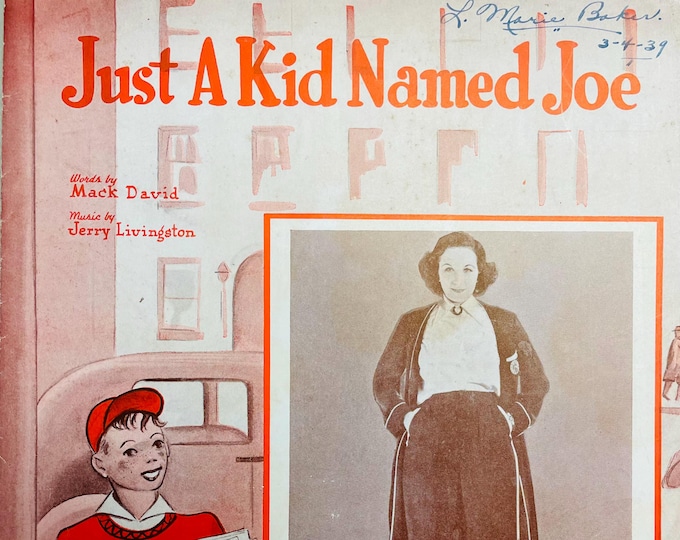 L. Marie Baker.
3-4-39
Just A Kid Named Joe
Words by
Mack David
Music by
Jerry Livingston